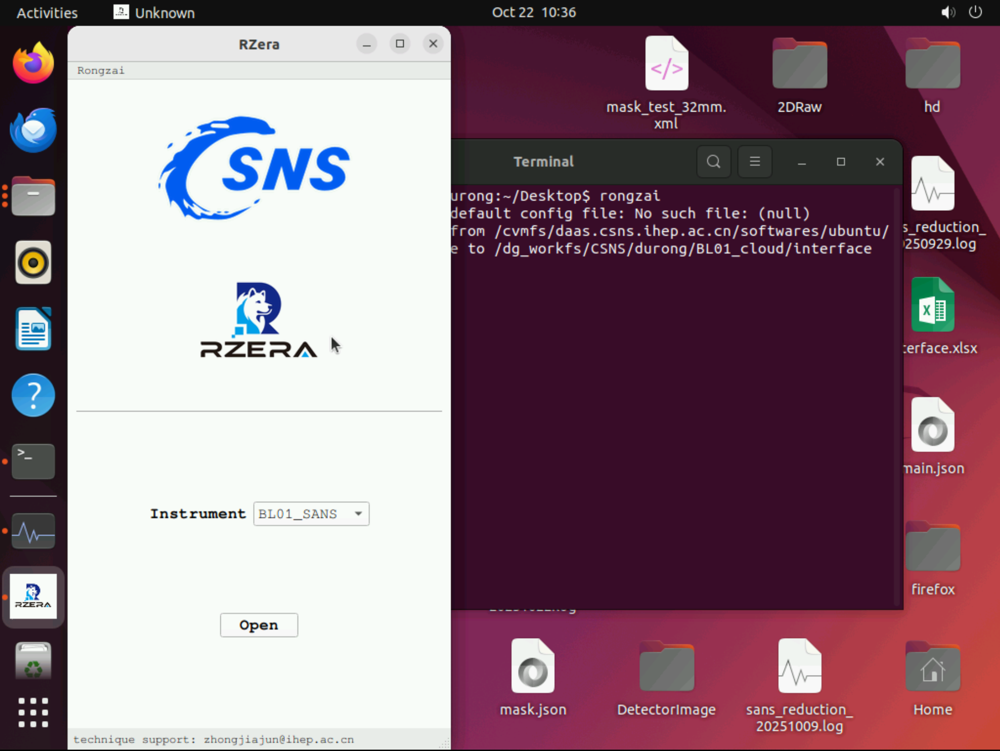 Activities
Unknown
Oct 22 10:36
RZera
Rongzai
CSNS
RZERA
Instrument
BL01_SANS
Open
technique support: zhongjiajun@ihep.ac.cn
mask_test_32mm.
xml
2DRaw
hd
Terminal
urong:~/Desktop$ rongzai
default config file: No such file: (null)
from /cvmfs/daas.csns.ihep.ac.cn/softwares/ubuntu/
e to /dg_workfs/CSNS/durong/BL01_cloud/interface
s_reduction_
250929.log
terface.xlsx
main.json
firefox
mask.json
DetectorImage
sans_reduction_
20251009.log
Home
RZERA